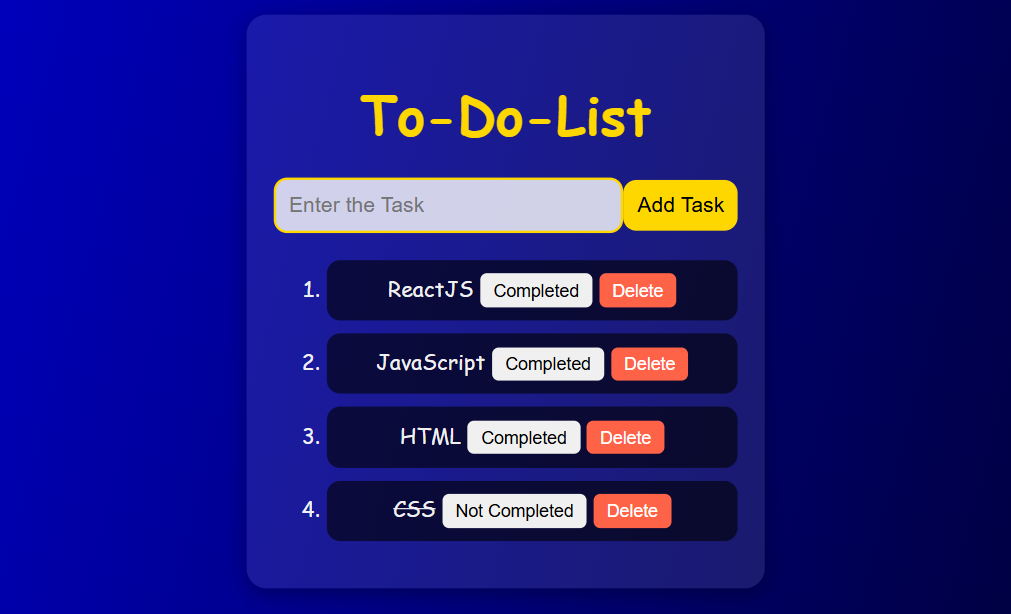 To-Do-List
Enter the Task Add Task
1. ReactJS Completed Delete
2. JavaScript Completed Delete
3. HTML Completed Delete
4. CSS Not Completed Delete